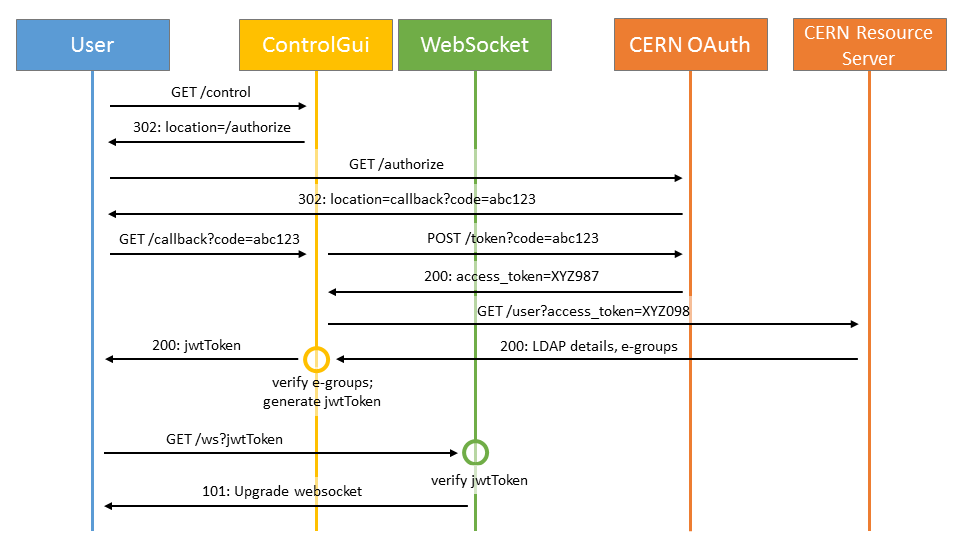 User
ControlGui
WebSocket
CERN OAuth
CERN Resource
Server
GET /control
302: location=/authorize
GET /authorize
302: location=callback?code=abc123
GET /callback?code=abc123
POST /token?code=abc123
200: access_token=XYZ987
GET /user?access_token=XYZ098
200: jwtToken
200: LDAP details, e-groups
verify e-groups;
generate jwtToken
GET /ws?jwtToken
verify jwtToken
101: Upgrade websocket